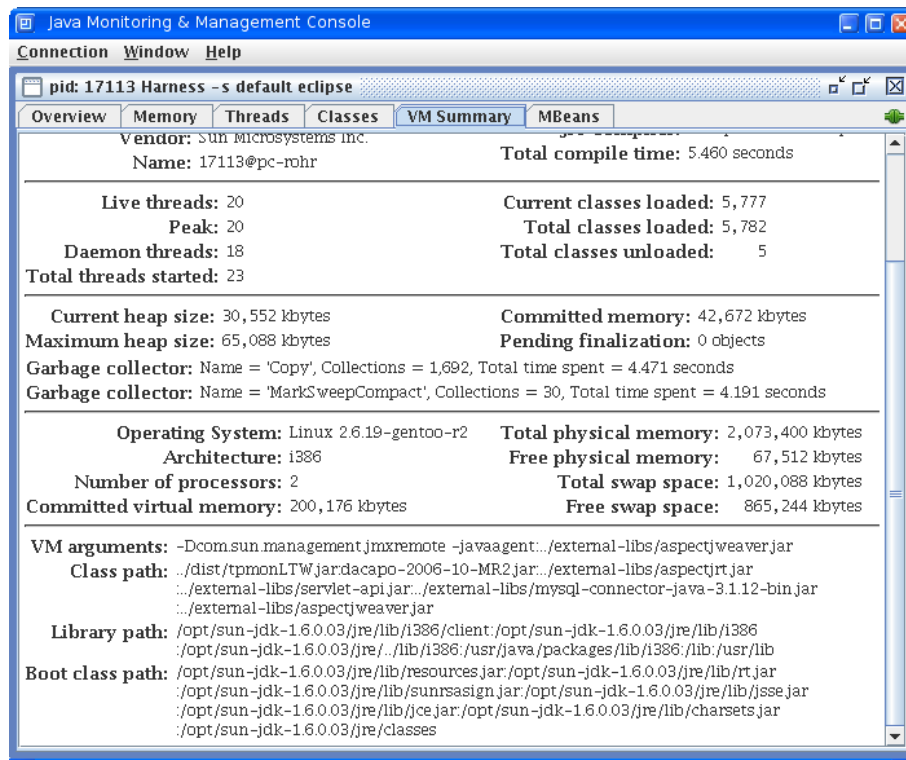 Java Monitoring & Management Console
Connection Window Help
pid: 17113 Harness -s default eclipse
Overview Memory Threads Classes VM Summary MBeans
Vendor: Sun Microsystems Inc.
Name: 17113@pc-rohr Total compile time: 5.460 seconds
Live threads: 20 Current classes loaded: 5,777
Peak: 20 Total classes loaded: 5,782
Daemon threads: 18 Total classes unloaded: 5
Total threads started: 23
Current heap size: 30,552 kbytes Committed memory: 42,672 kbytes
Maximum heap size: 65,088 kbytes Pending finalization: 0 objects
Garbage collector: Name = 'Copy', Collections = 1,692, Total time spent = 4.471 seconds
Garbage collector: Name = 'MarkSweepCompact', Collections = 30, Total time spent = 4.191 seconds
Operating System: Linux 2.6.19-gentoo-r2 Total physical memory: 2,073,400 kbytes
Architecture: i386 Free physical memory: 67,512 kbytes
Number of processors: 2 Total swap space: 1,020,088 kbytes
Committed virtual memory: 200,176 kbytes Free swap space: 865,244 kbytes
VM arguments: -Dcom.sun.management.jmxremote -javaagent:../external-libs/aspectjweaver.jar
Class path: ../dist/tpmonLTW.jar:dacapo-2006-10-MR2.jar:../external-libs/aspectjrt.jar
:../external-libs/servlet-api.jar:../external-libs/mysql-connector-java-3.1.12-bin.jar
:../external-libs/aspectjweaver.jar
Library path: /opt/sun-jdk-1.6.0.03/jre/lib/i386/client:/opt/sun-jdk-1.6.0.03/jre/lib/i386
:/opt/sun-jdk-1.6.0.03/jre/../lib/i386:/usr/java/packages/lib/i386:/lib:/usr/lib
Boot class path: /opt/sun-jdk-1.6.0.03/jre/lib/resources.jar:/opt/sun-jdk-1.6.0.03/jre/lib/rt.jar
:/opt/sun-jdk-1.6.0.03/jre/lib/sunrsasign.jar:/opt/sun-jdk-1.6.0.03/jre/lib/jsse.jar
:/opt/sun-jdk-1.6.0.03/jre/lib/jce.jar:/opt/sun-jdk-1.6.0.03/jre/lib/charsets.jar
:/opt/sun-jdk-1.6.0.03/jre/classes